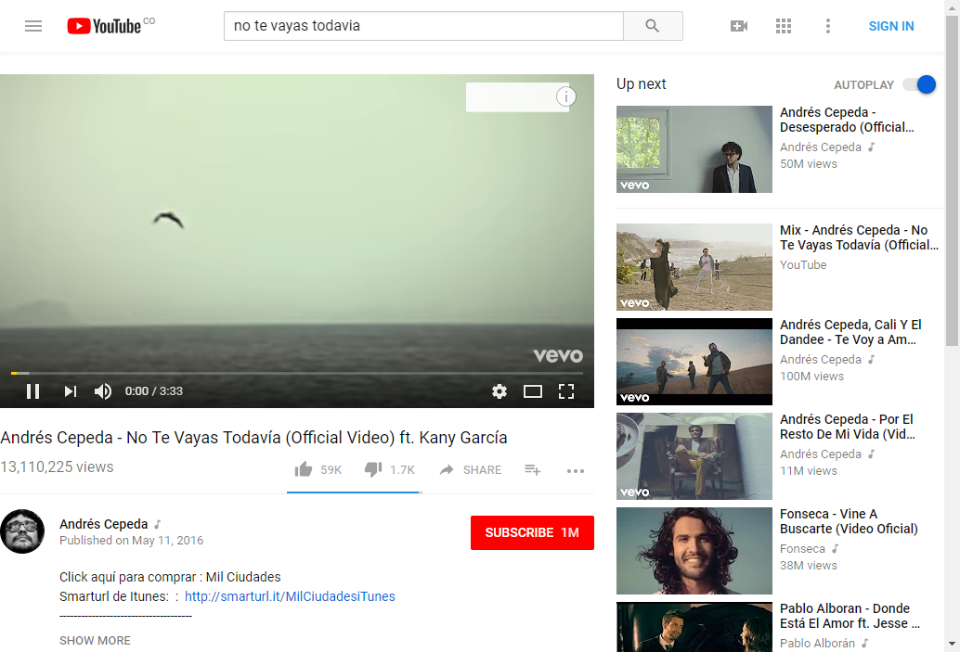 YouTube CO
no te vayas todavia
SIGN IN
vevo
0:00 / 3:33
Andrés Cepeda - No Te Vayas Todavía (Official Video) ft. Kany García
13,110,225 views
59K
1.7K
SHARE
Andrés Cepeda
Published on May 11, 2016
SUBSCRIBE 1M
Click aquí para comprar : Mil Ciudades
Smarturl de Itunes: : http://smarturl.it/MilCiudadesiTunes
-----------------------------------
SHOW MORE
Up next
AUTOPLAY
vevo
Andrés Cepeda -
Desesperado (Official...
Andrés Cepeda
50M views
vevo
Mix - Andrés Cepeda - No
Te Vayas Todavía (Official...
YouTube
vevo
Andrés Cepeda, Cali Y El
Dandee - Te Voy a Am...
Andrés Cepeda
100M views
vevo
Andrés Cepeda - Por El
Resto De Mi Vida (Vid...
Andrés Cepeda
11M views
Fonseca - Vine A
Buscarte (Video Oficial)
Fonseca
38M views
Pablo Alboran - Donde
Está El Amor ft. Jesse ...
Pablo Alborán